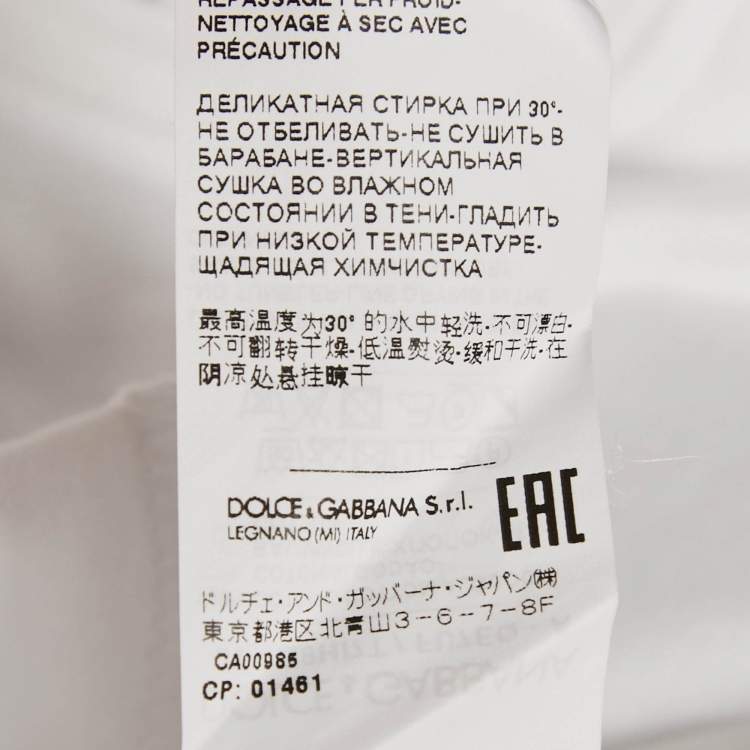 REPASSAGE FER FROID-
NETTOYAGE À SEC AVEC
PRÉCAUTION
ДЕЛИКАТНАЯ СТИРКА ПРИ 30°-
НЕ ОТБЕЛИВАТЬ-НЕ СУШИТЬ В
БАРАБАНЕ-ВЕРТИКАЛЬНАЯ
СУШКА ВО ВЛАЖНОМ
СОСТОЯНИИ В ТЕНИ-ГЛАДИТЬ
ПРИ НИЗКОЙ ТЕМПЕРАТУРЕ-
ЩАДЯЩАЯ ХИМЧИСТКА
最高温度为30° 的水中轻洗-不可漂白-
不可翻转干燥-低温熨烫-缓和干洗-在
阴凉处悬挂晾干
DOLCE & GABBANA S.r.l.
LEGNANO (MI) ITALY
EAC
ドルチェ・アンド・ガッバーナ・ジャパン㈱
東京都港区北青山3-6-7-8F
CA00985
CP: 01461